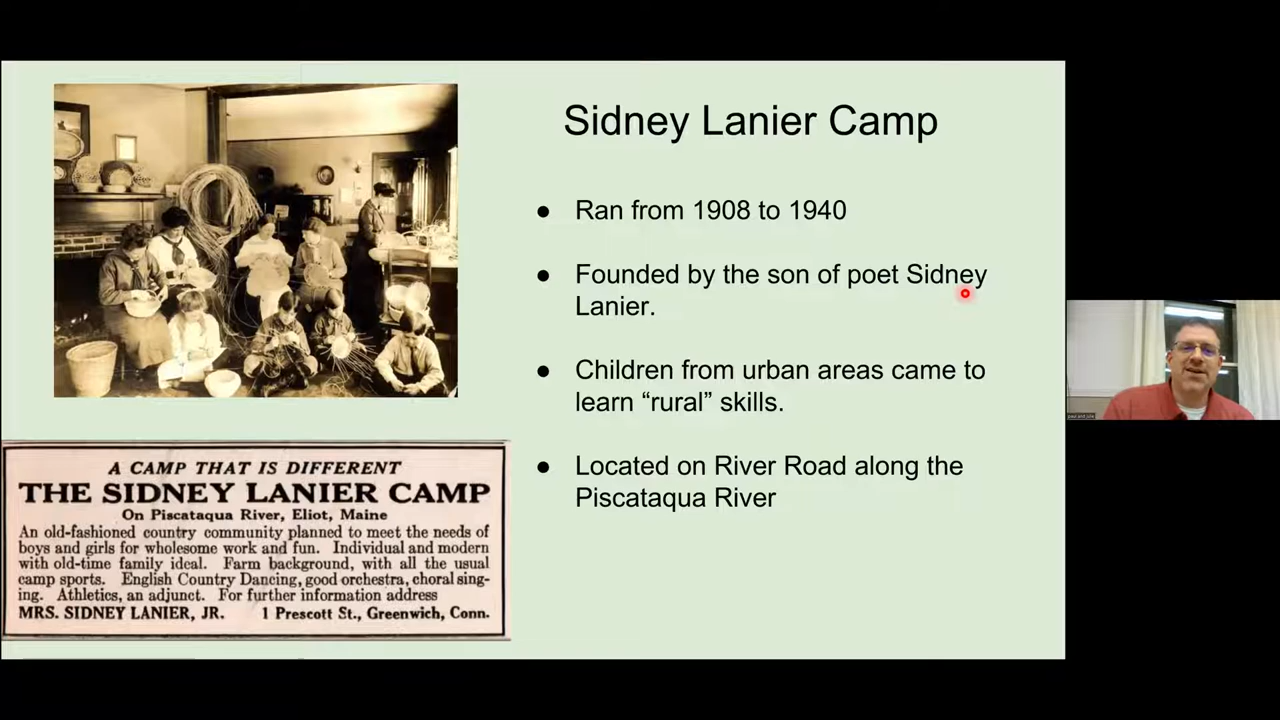 Sidney Lanier Camp
● Ran from 1908 to 1940
● Founded by the son of poet Sidney
Lanier.
● Children from urban areas came to
learn “rural” skills.
● Located on River Road along the
Piscataqua River
A CAMP THAT IS DIFFERENT
THE SIDNEY LANIER CAMP
On Piscataqua River, Eliot, Maine
An old-fashioned country community planned to meet the needs of
boys and girls for wholesome work and fun. Individual and modern
with old-time family ideal. Farm background, with all the usual
camp sports. English Country Dancing, good orchestra, choral sing-
ing. Athletics, an adjunct. For further information address
MRS. SIDNEY LANIER, JR. 1 Prescott St., Greenwich, Conn.